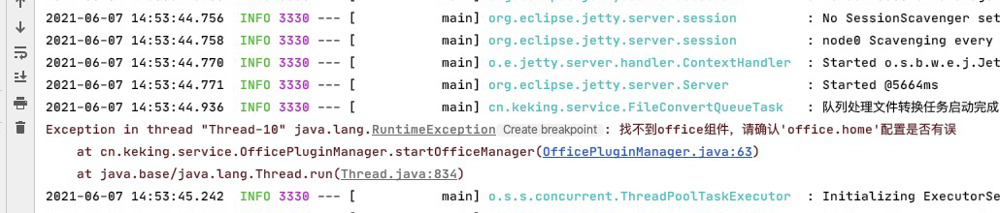 2021-06-07 14:53:44.756  INFO 3330 --- [           main] org.eclipse.jetty.server.session         : No SessionScavenger set
2021-06-07 14:53:44.758  INFO 3330 --- [           main] org.eclipse.jetty.server.session         : node0 Scavenging every
2021-06-07 14:53:44.770  INFO 3330 --- [           main] o.e.jetty.server.handler.ContextHandler  : Started o.s.b.w.e.j.Jet
2021-06-07 14:53:44.771  INFO 3330 --- [           main] org.eclipse.jetty.server.Server          : Started @5664ms
2021-06-07 14:53:44.936  INFO 3330 --- [           main] cn.keking.service.FileConvertQueueTask   : 队列处理文件转换任务启动完成
Exception in thread "Thread-10" java.lang.RuntimeException Create breakpoint : 找不到office组件，请确认'office.home'配置是否有误
    at cn.keking.service.OfficePluginManager.startOfficeManager(OfficePluginManager.java:63)
    at java.base/java.lang.Thread.run(Thread.java:834)
2021-06-07 14:53:45.242  INFO 3330 --- [           main] o.s.s.concurrent.ThreadPoolTaskExecutor  : Initializing ExecutorSe